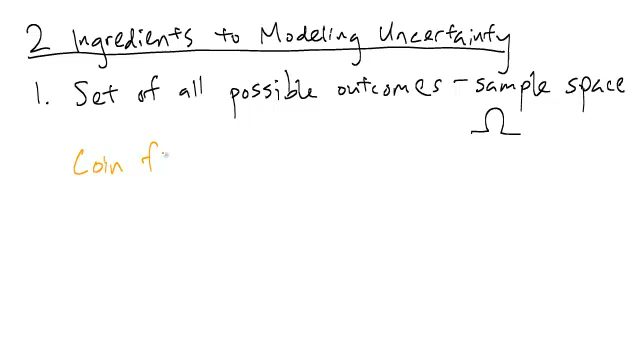 2 Ingredients to Modeling Uncertainty
1. Set of all possible outcomes - sample space
Ω
Coin f